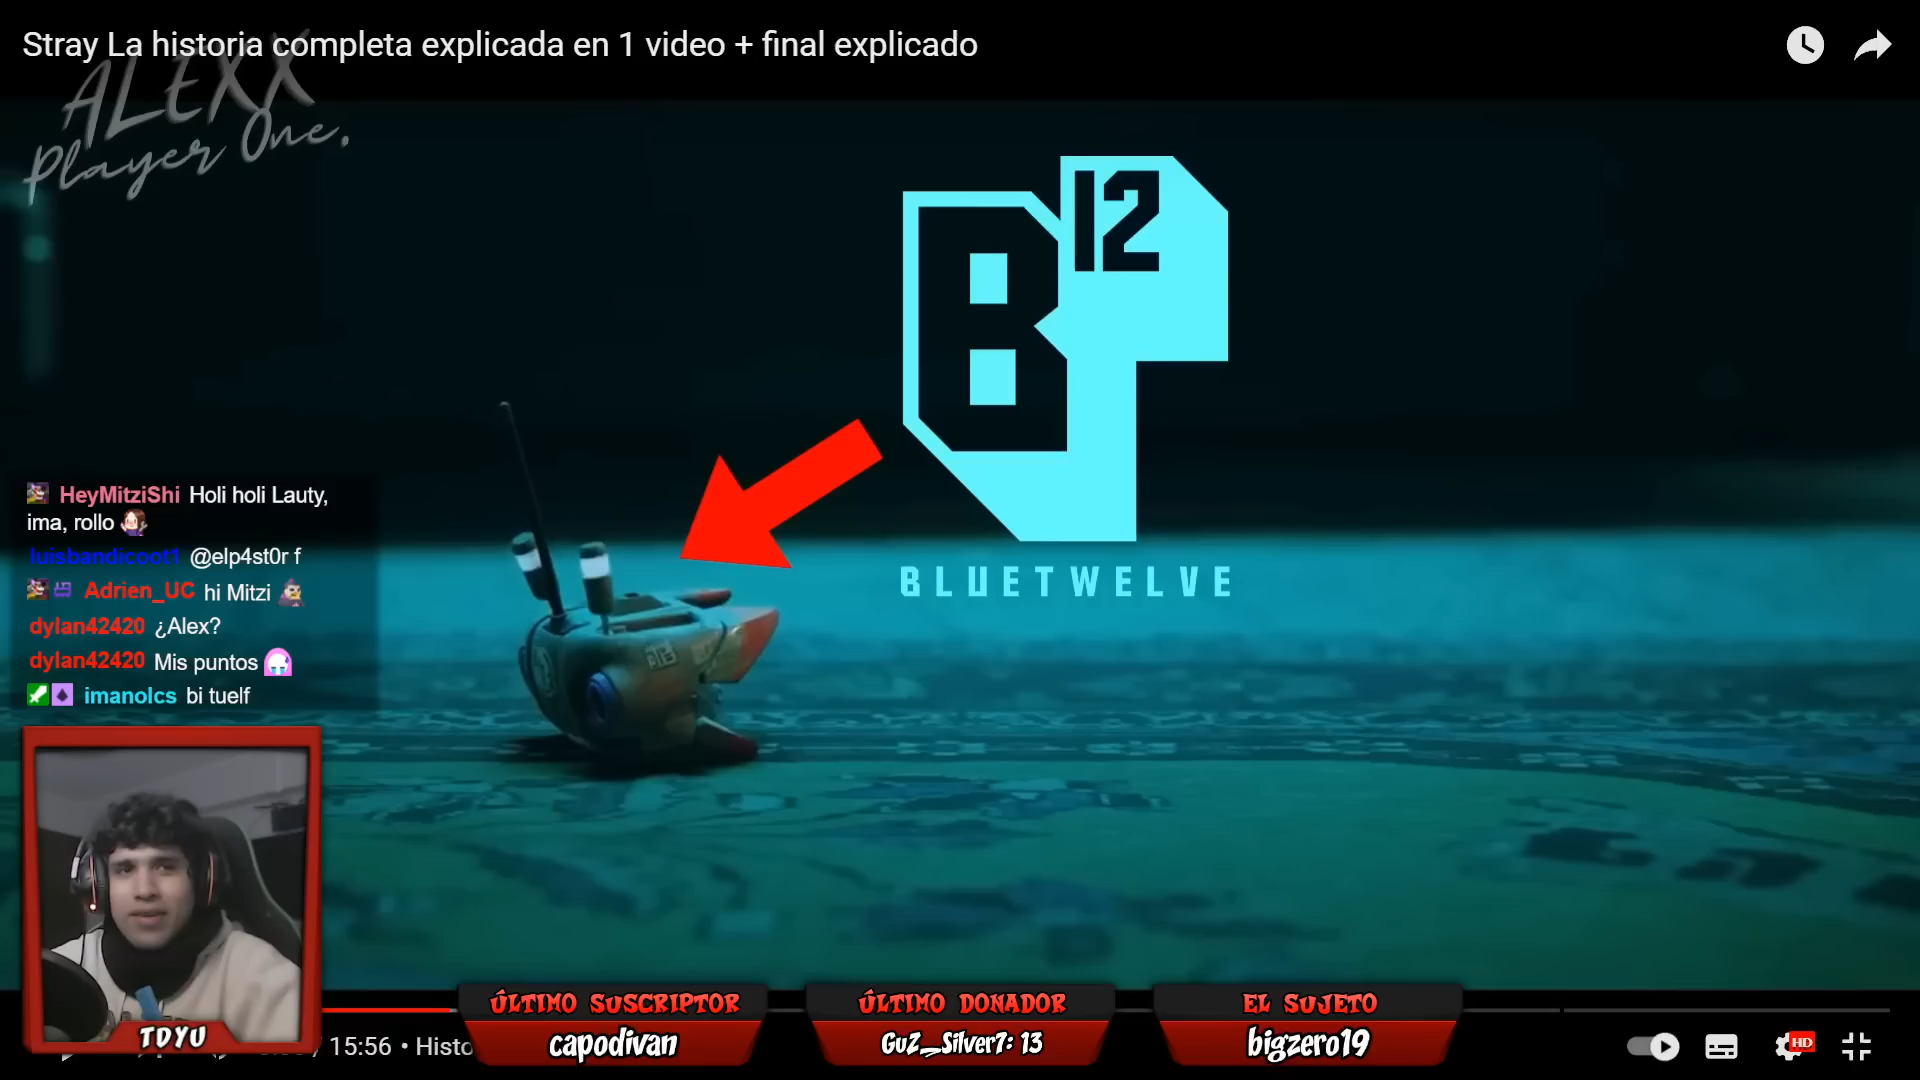 Stray La historia completa explicada en 1 video + final explicado
ALEXX
Player One.
B12
BLUETWELVE
HeyMitziShi Holi holi Lauty,
ima, rollo
luisbandicoot1 @elp4st0r f
Adrien_UC hi Mitzi
dylan42420 ¿Alex?
dylan42420 Mis puntos
imanolcs bi tuelf
TDYU
/ 15:56 • Histo
ÚLTIMO SUSCRIPTOR
capodivan
ÚLTIMO DONADOR
GuZ_Silver7: 13
EL SUJETO
bigzero19
HD